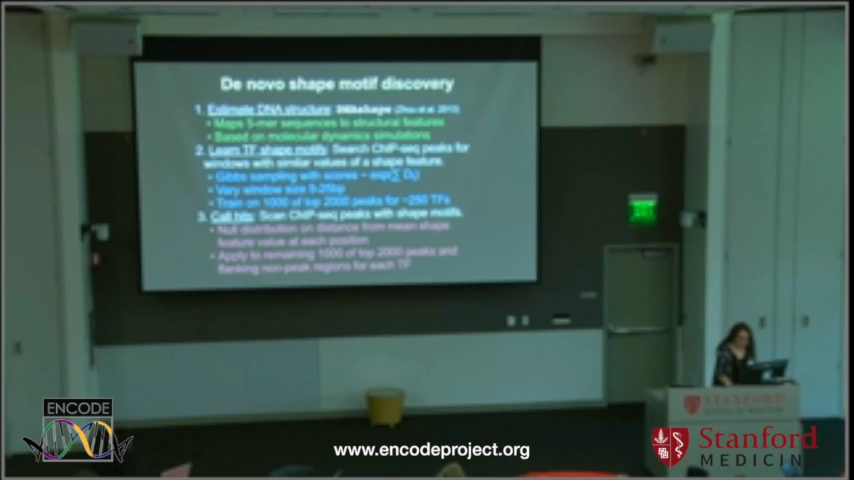 De novo shape motif discovery
1. Estimate DNA structure: DNAshape (Zhou et al. 2013)
• Maps 5-mer sequences to structural features
• Based on molecular dynamics simulations
2. Learn TF shape motifs: Search ChIP-seq peaks for
windows with similar values of a shape feature.
• Gibbs sampling with scores ~ exp(∑
• Vary window size 5-25bp
• Train on 1000 of top 2000 peaks for ~250 TFs
3. Call hits: Scan ChIP-seq peaks with shape motifs.
• Null distribution on distance from mean shape
feature value at each position
• Apply to remaining 1000 of top 2000 peaks and
flanking non-peak regions for each TF
STANFORD
ENCODE
www.encodeproject.org
Stanford
MEDICIN